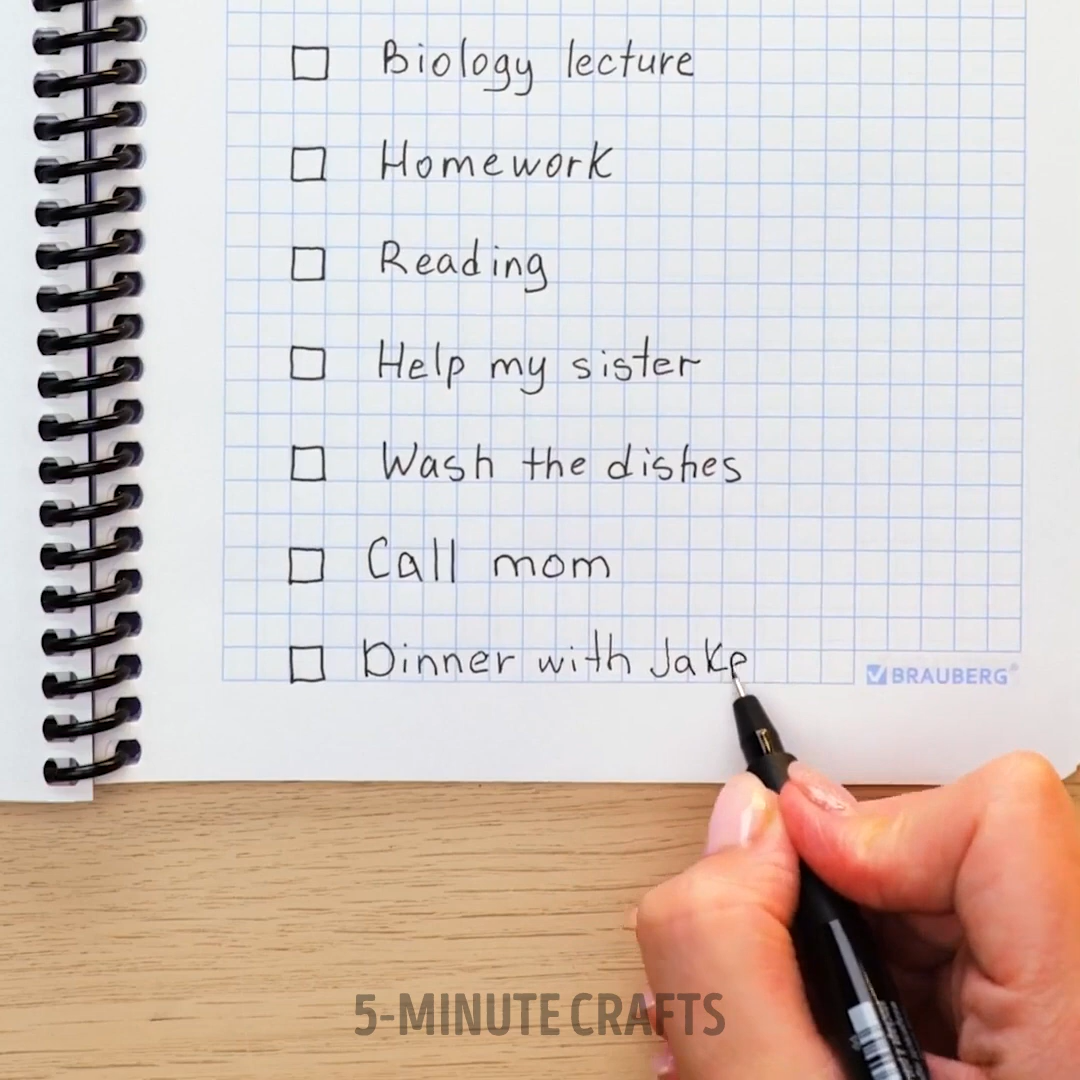 Biology lecture
Homework
Reading
Help my sister
Wash the dishes
Call mom
Dinner with Jake
BRAUBERG®
5-MINUTE CRAFTS